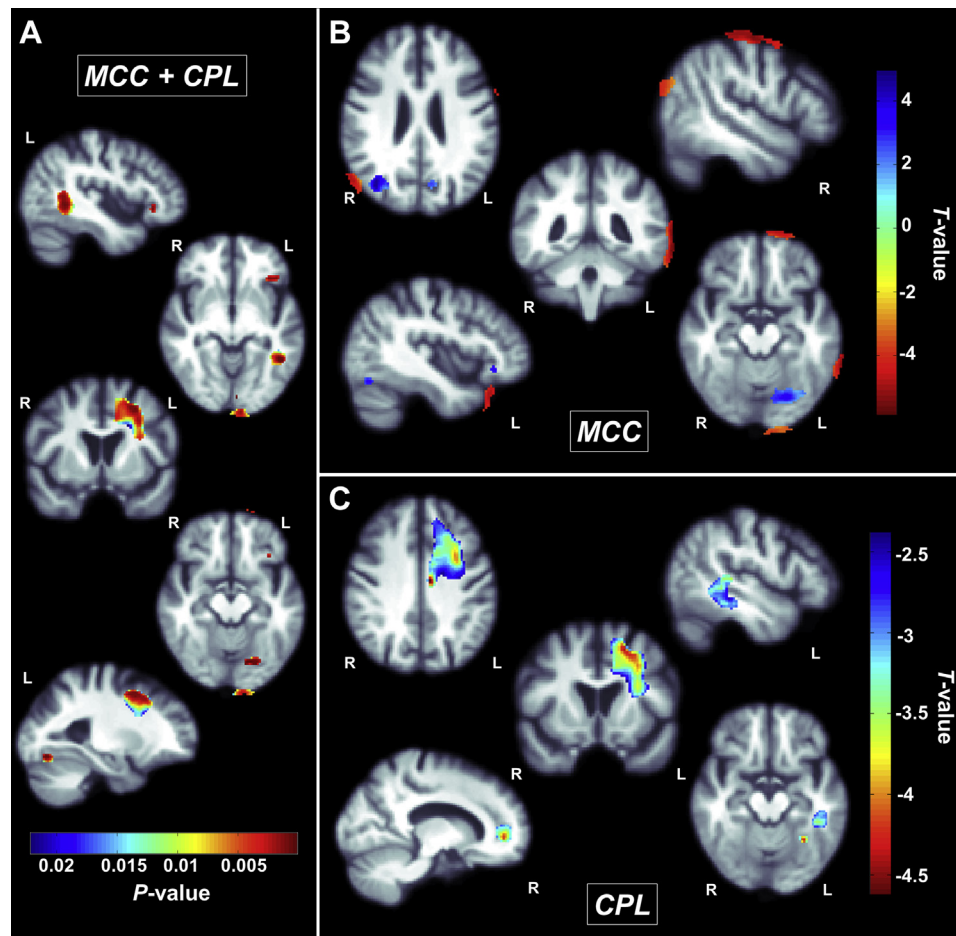 A
MCC + CPL
L
R
L
R
L
R
L
L
0.02
0.015
0.01
0.005
P-value
B
R
L
R
R
L
L
R
L
MCC
4
2
0
-2
-4
T-value
C
R
L
L
R
L
R
R
L
CPL
-2.5
-3
-3.5
-4
-4.5
T-value